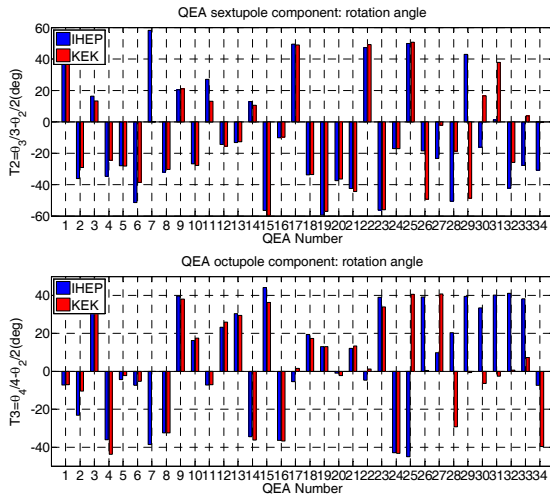 QEA sextupole component: rotation angle
T2=θ3/3-θ2/2(deg)
60
40
20
0
-20
-40
-60
IHEP
KEK
1 2 3 4 5 6 7 8 9 10 11 12 13 14 15 16 17 18 19 20 21 22 23 24 25 26 27 28 29 30 31 32 33 34
QEA Number
QEA octupole component: rotation angle
T3=θ4/4-θ2/2(deg)
40
20
0
-20
-40
IHEP
KEK
1 2 3 4 5 6 7 8 9 10 11 12 13 14 15 16 17 18 19 20 21 22 23 24 25 26 27 28 29 30 31 32 33 34
QEA Number